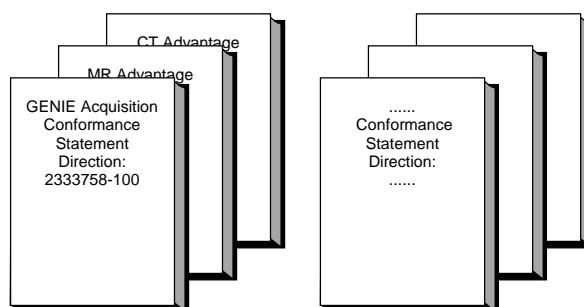 CT Advantage
MR Advantage
GENIE Acquisition
Conformance
Statement
Direction:
2333758-100
......
Conformance
Statement
Direction:
......